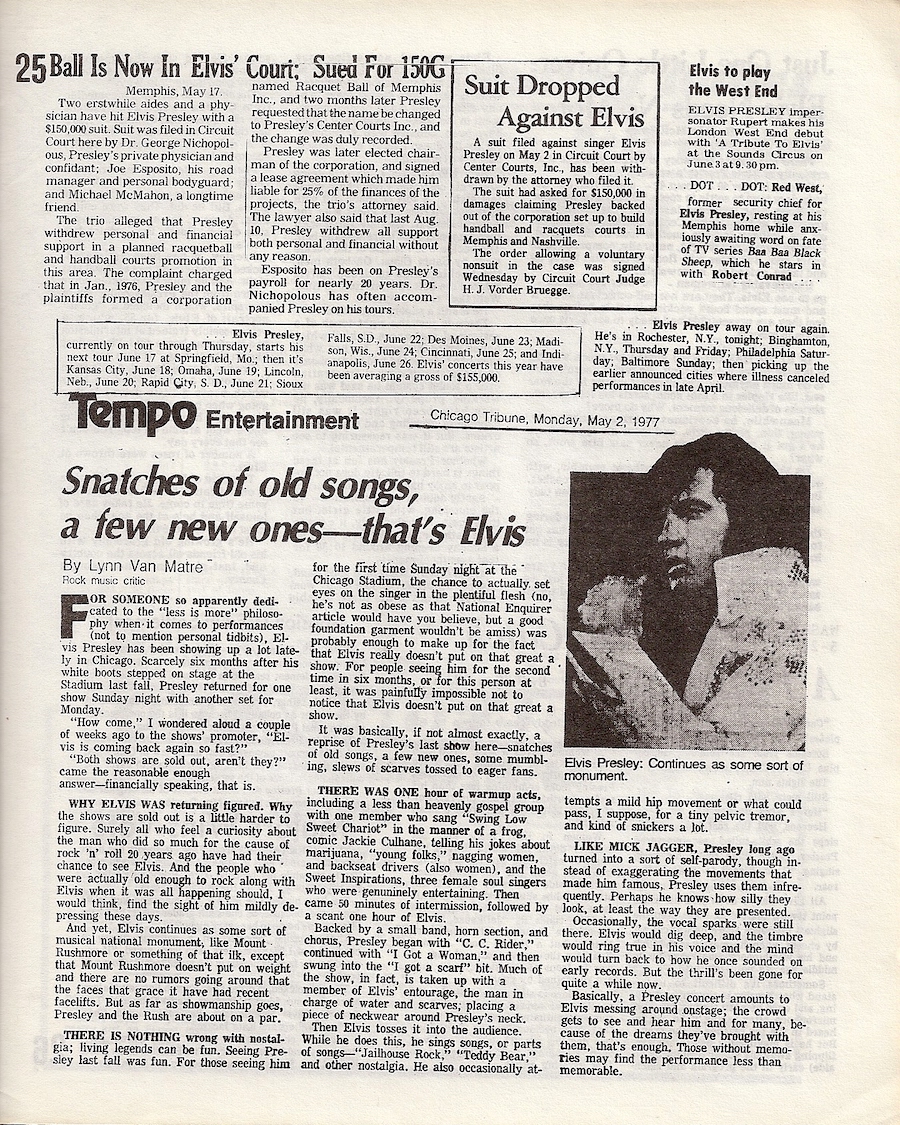 25 Ball Is Now In Elvis' Court; Sued For 150G
Memphis, May 17.
Two erstwhile aides and a phy-
sician have hit Elvis Presley with a
$150,000 suit. Suit was filed in Circuit
Court here by Dr. George Nichopol-
ous, Presley's private physician and
confidant; Joe Esposito, his road
manager and personal bodyguard;
and Michael McMahon, a longtime
friend.
The trio alleged that Presley
withdrew personal and financial
support in a planned racquetball
and handball courts promotion in
this area. The complaint charged
that in Jan., 1976, Presley and the
plaintiffs formed a corporation
named Racquet Ball of Memphis
Inc., and two months later Presley
requested that the name be changed
to Presley's Center Courts Inc., and
the change was duly recorded.
Presley was later elected chair-
man of the corporation, and signed
a lease agreement which made him
liable for 25% of the finances of the
projects, the trio's attorney said.
The lawyer also said that last Aug.
10, Presley withdrew all support
both personal and financial without
any reason.
Esposito has been on Presley's
payroll for nearly 20 years. Dr.
Nichopolous has often accom-
panied Presley on his tours.
Suit Dropped
Against Elvis
A suit filed against singer Elvis
Presley on May 2 in Circuit Court by
Center Courts, Inc., has been with-
drawn by the attorney who filed it.
The suit had asked for $150,000 in
damages claiming Presley backed
out of the corporation set up to build
handball and racquets courts in
Memphis and Nashville.
The order allowing a voluntary
nonsuit in the case was signed
Wednesday by Circuit Court Judge
H. J. Vorder Bruegge.
Elvis to play
the West End
ELVIS PRESLEY imper-
sonator Rupert makes his
London West End debut
with 'A Tribute To Elvis'
at the Sounds Circus on
June 3 at 9.30 pm.
... DOT ... DOT: Red West,
former security chief for
Elvis Presley, resting at his
Memphis home while anx-
iously awaiting word on fate
of TV series Baa Baa Black
Sheep, which he stars in
with Robert Conrad ....
... Elvis Presley,
currently on tour through Thursday, starts his
next tour June 17 at Springfield, Mo.; then it's
Kansas City, June 18; Omaha, June 19; Lincoln,
Neb., June 20; Rapid City, S. D., June 21; Sioux
Falls, S.D., June 22; Des Moines, June 23; Madi-
son, Wis., June 24; Cincinnati, June 25; and Indi-
anapolis, June 26. Elvis' concerts this year have
been averaging a gross of $155,000.
... Elvis Presley away on tour again.
He's in Rochester, N.Y., tonight; Binghamton,
N.Y., Thursday and Friday; Philadelphia Satur-
day; Baltimore Sunday; then picking up the
earlier announced cities where illness canceled
performances in late April.
Tempo Entertainment
Chicago Tribune, Monday, May 2, 1977
Snatches of old songs,
a few new ones—that's Elvis
By Lynn Van Matre
Rock music critic
FOR SOMEONE so apparently dedi-
cated to the "less is more" philoso-
phy when it comes to performances
(not to mention personal tidbits), El-
vis Presley has been showing up a lot late-
ly in Chicago. Scarcely six months after his
white boots stepped on stage at the
Stadium last fall, Presley returned for one
show Sunday night with another set for
Monday.
"How come," I wondered aloud a couple
of weeks ago to the shows' promoter, "El-
vis is coming back again so fast?"
"Both shows are sold out, aren't they?"
came the reasonable enough
answer—financially speaking, that is.
WHY ELVIS WAS returning figured. Why
the shows are sold out is a little harder to
figure. Surely all who feel a curiosity about
the man who did so much for the cause of
rock 'n' roll 20 years ago have had their
chance to see Elvis. And the people who
were actually old enough to rock along with
Elvis when it was all happening should, I
would think, find the sight of him mildly de-
pressing these days.
And yet, Elvis continues as some sort of
musical national monument, like Mount
Rushmore or something of that ilk, except
that Mount Rushmore doesn't put on weight
and there are no rumors going around that
the faces that grace it have had recent
facelifts. But as far as showmanship goes,
Presley and the Rush are about on a par.
THERE IS NOTHING wrong with nostal-
gia; living legends can be fun. Seeing Pre-
sley last fall was fun. For those seeing him
for the first time Sunday night at the
Chicago Stadium, the chance to actually set
eyes on the singer in the plentiful flesh (no,
he's not as obese as that National Enquirer
article would have you believe, but a good
foundation garment wouldn't be amiss) was
probably enough to make up for the fact
that Elvis really doesn't put on that great a
show. For people seeing him for the second
time in six months, or for this person at
least, it was painfully impossible not to
notice that Elvis doesn't put on that great a
show.
It was basically, if not almost exactly, a
reprise of Presley's last show here—snatches
of old songs, a few new ones, some mumbl-
ing, slews of scarves tossed to eager fans.
THERE WAS ONE hour of warmup acts,
including a less than heavenly gospel group
with one member who sang "Swing Low
Sweet Chariot" in the manner of a frog,
comic Jackie Culhane, telling his jokes about
marijuana, "young folks," nagging women,
and backseat drivers (also women), and the
Sweet Inspirations, three female soul singers
who were genuninely entertaining. Then
came 50 minutes of intermission, followed by
a scant one hour of Elvis.
Backed by a small band, horn section, and
chorus, Presley began with "C. C. Rider,"
continued with "I Got a Woman," and then
swung into the "I got a scarf" bit. Much of
the show, in fact, is taken up with a
member of Elvis' entourage, the man in
charge of water and scarves, placing a
piece of neckwear around Presley's neck.
Then Elvis tosses it into the audience.
While he does this, he sings songs, or parts
of songs—"Jailhouse Rock," "Teddy Bear,"
and other nostalgia. He also occasionally at-
Elvis Presley: Continues as some sort of
monument.
tempts a mild hip movement or what could
pass, I suppose, for a tiny pelvic tremor,
and kind of snickers a lot.
LIKE MICK JAGGER, Presley long ago
turned into a sort of self-parody, though in-
stead of exaggerating the movements that
made him famous, Presley uses them infre-
quently. Perhaps he knows how silly they
look, at least the way they are presented.
Occasionally, the vocal sparks were still
there. Elvis would dig deep, and the timbre
would ring true in his voice and the mind
would turn back to how he once sounded on
early records. But the thrill's been gone for
quite a while now.
Basically, a Presley concert amounts to
Elvis messing around onstage; the crowd
gets to see and hear him and for many, be-
cause of the dreams they've brought with
them, that's enough. Those without memo-
ries may find the performance less than
memorable.